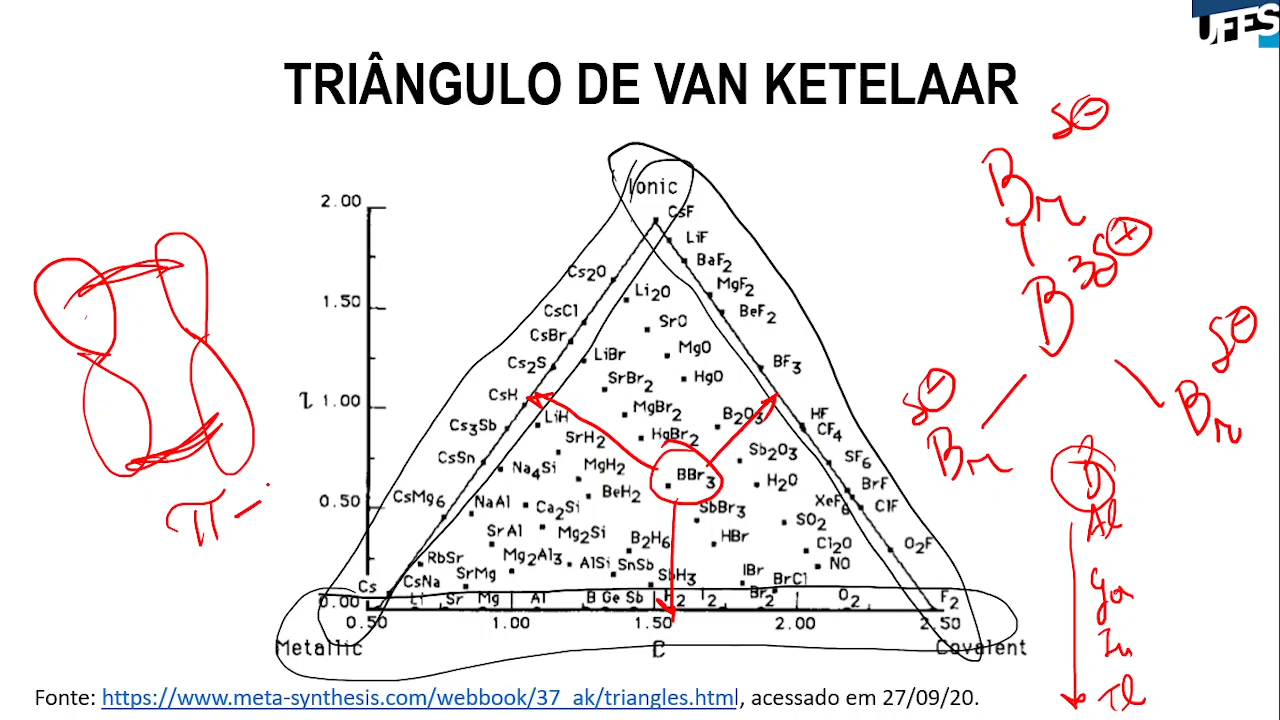 UFES
TRIÂNGULO DE VAN KETELAAR
Ionic
2.00
CsF
LiF
BaF2
Cs2O
MgF2
Li2O
1.50
CsCl
BeF2
SrO
CsBr
MgO
Cs2S
LiBr
BF3
SrBr2
HgO
CsH
1.00
MgBr2
B2O3
HF
LiH
CF4
Cs3Sb
HgBr2
SrH2
Sb2O3
SF6
CsSn
Na4Si
MgH2
BBr3
H2O
BrF
BeH2
CsMg6
NaAl
Ca2Si
XeF6
ClF
0.50
SbBr3
SO2
SrAl
Mg2Si
B2H6
HBr
Cl2O
O2F
RbSr
Mg2Al3
AlSi
SnSb
NO
CsNa
SrMg
SbH3
IBr
BrCl
Cs
0.00
Li
Sr
Mg
Al
B
Ge
Sb
H2
I2
Br2
O2
F2
0.50
1.00
1.50
2.00
2.50
Metallic
C
Covalent
Br
δ⊖
B
3δ⊕
δ⊖
Br
δ⊖
Br
π-
B
Al
Ga
In
Tl
Fonte: https://www.meta-synthesis.com/webbook/37_ak/triangles.html, acessado em 27/09/20.